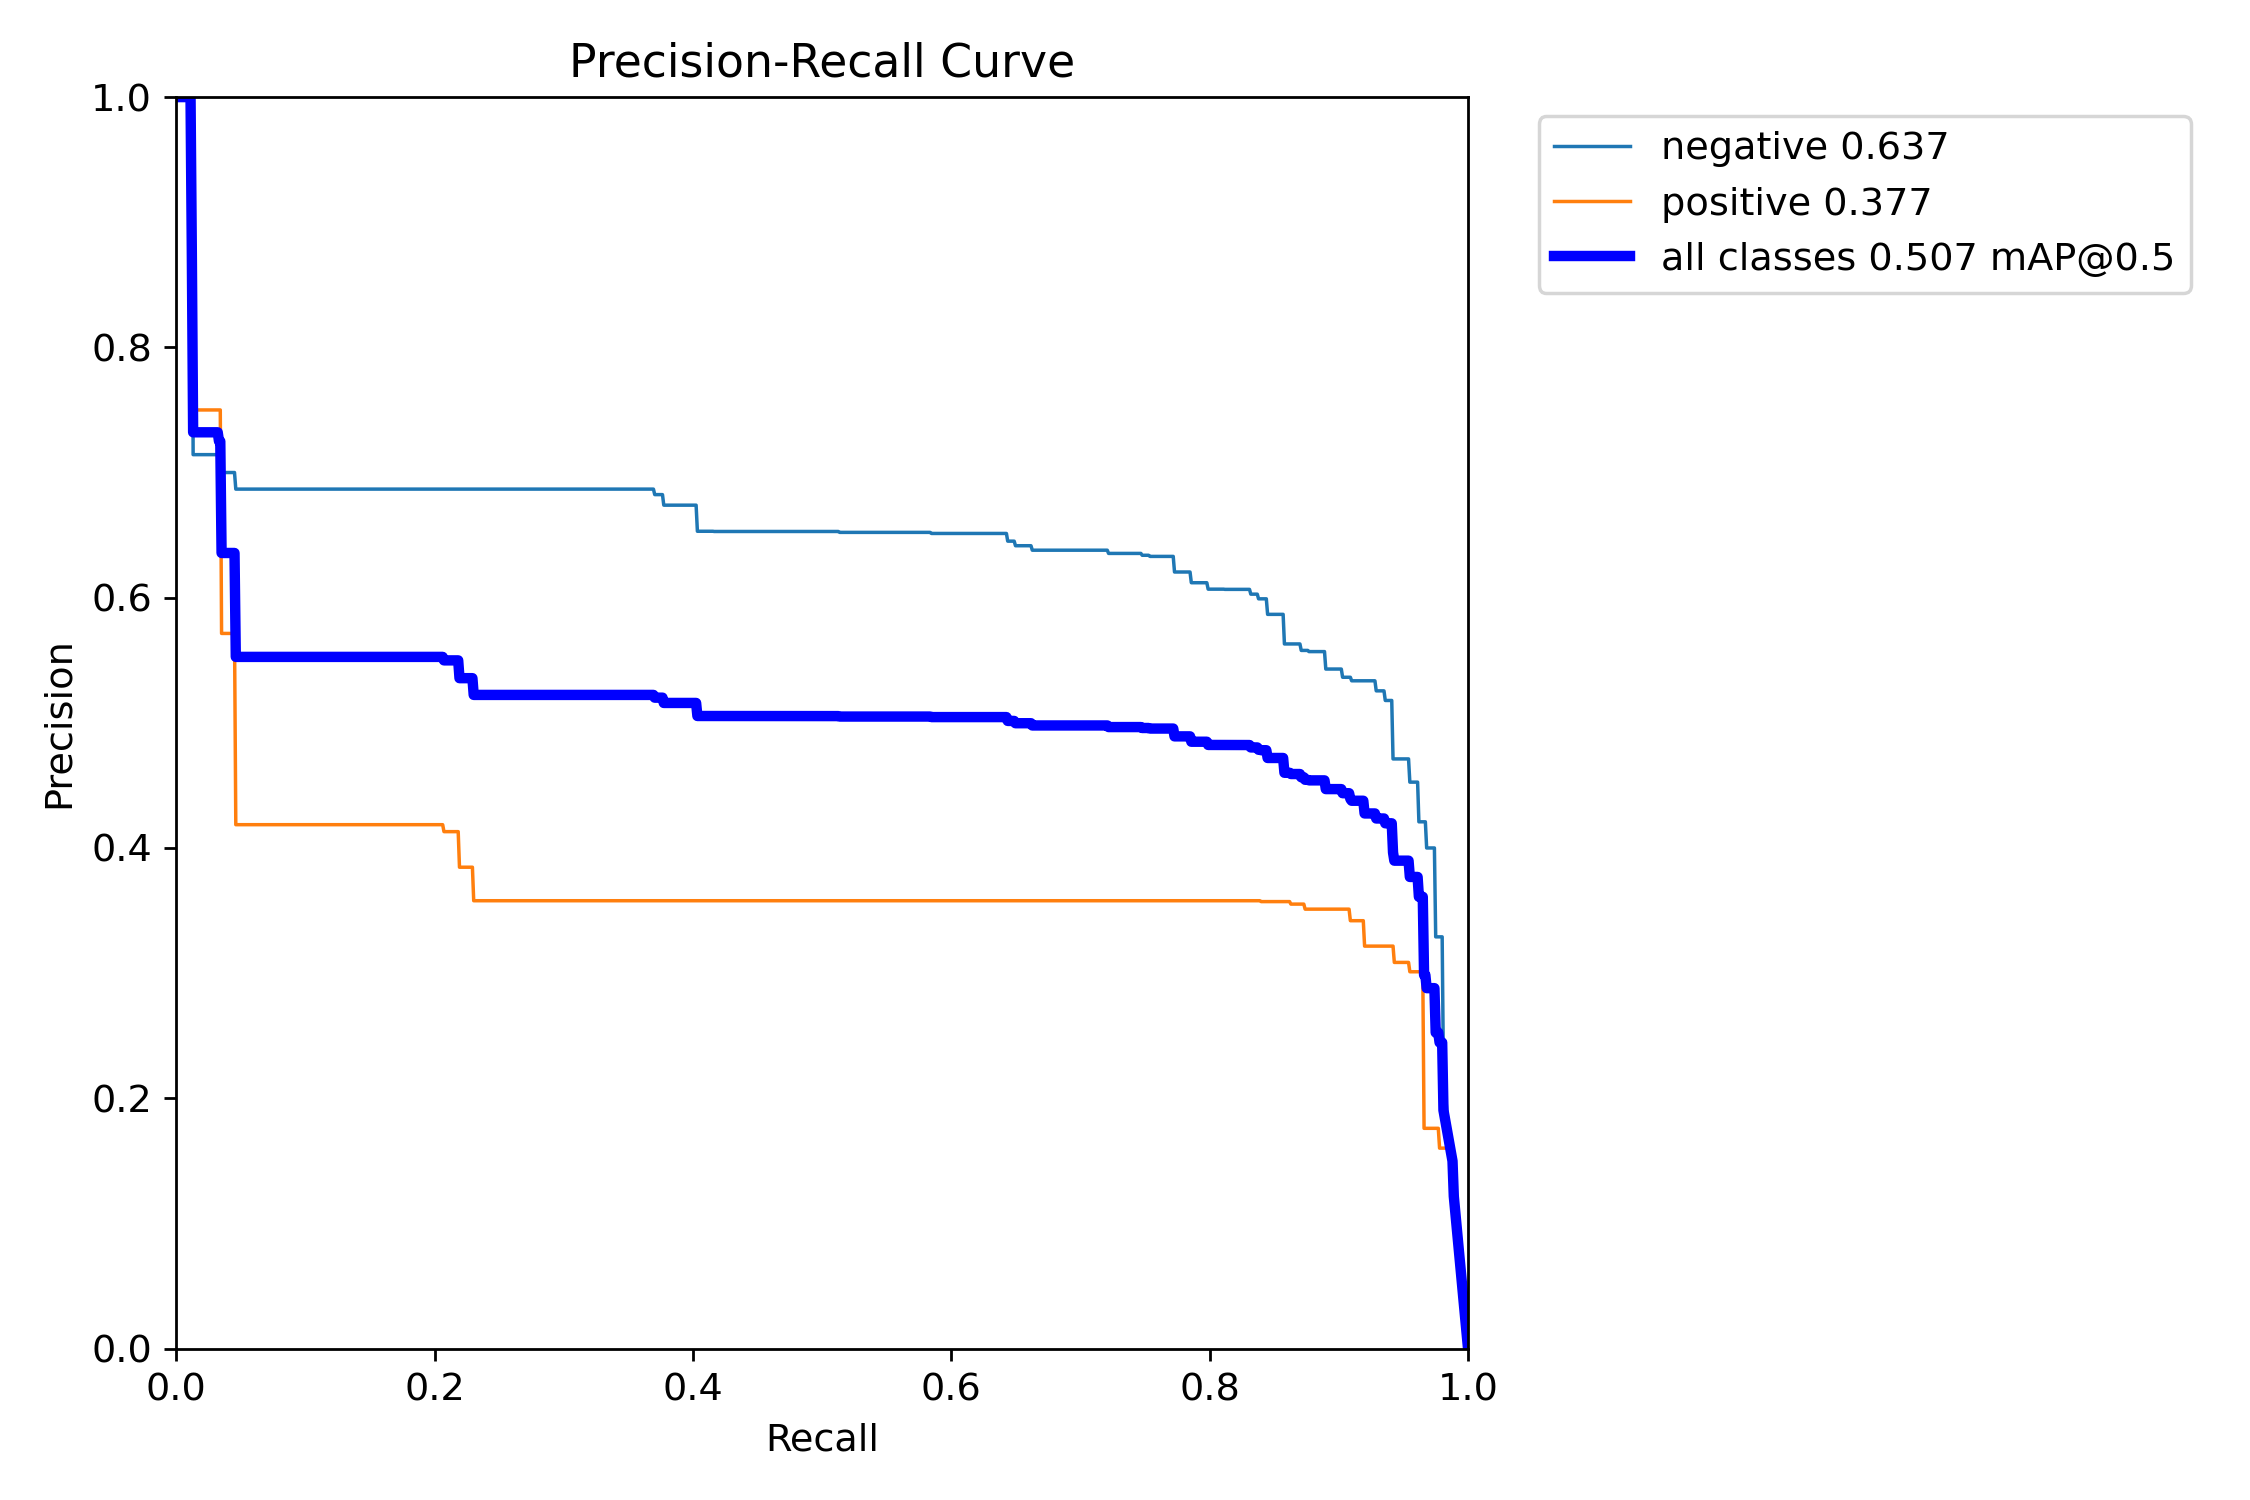 Precision-Recall Curve
negative 0.637
positive 0.377
all classes 0.507 mAP@0.5
1.0
0.8
0.6
0.4
0.2
0.0
Precision
0.0 0.2 0.4 0.6 0.8 1.0
Recall